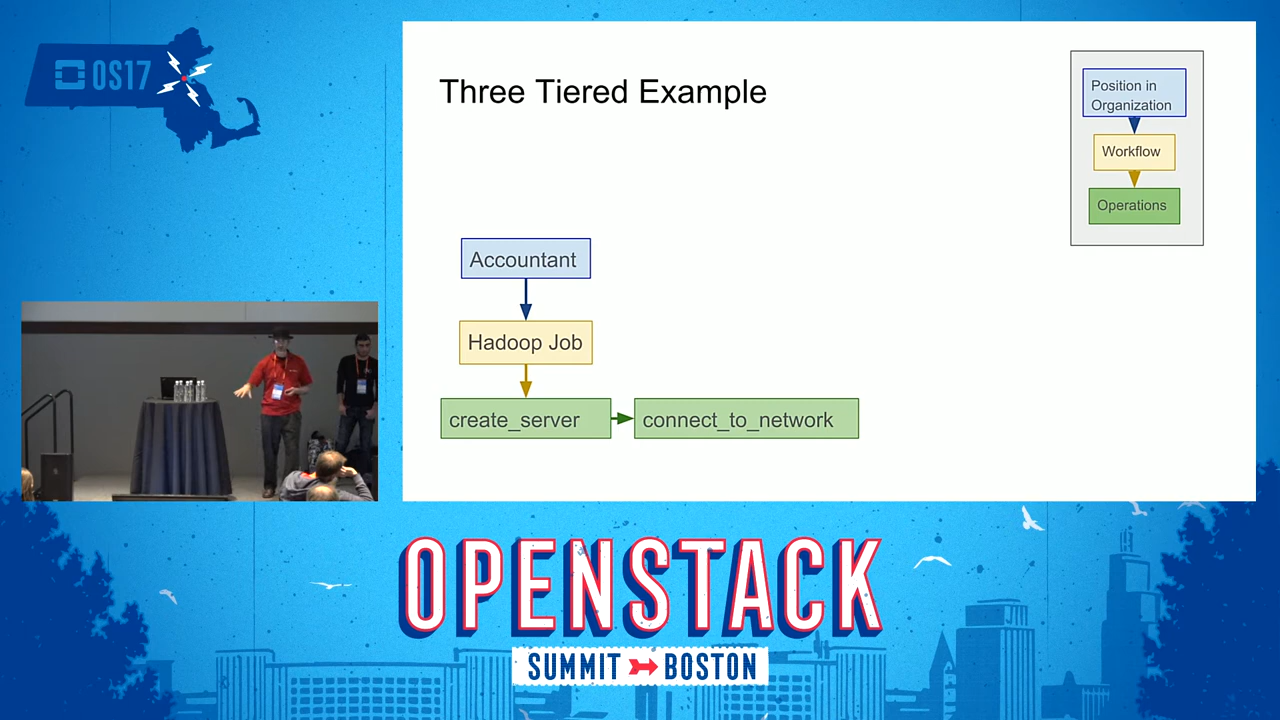 OS17
Three Tiered Example
Position in
Organization
Workflow
Operations
Accountant
Hadoop Job
create_server
connect_to_network
OPENSTACK
SUMMIT BOSTON